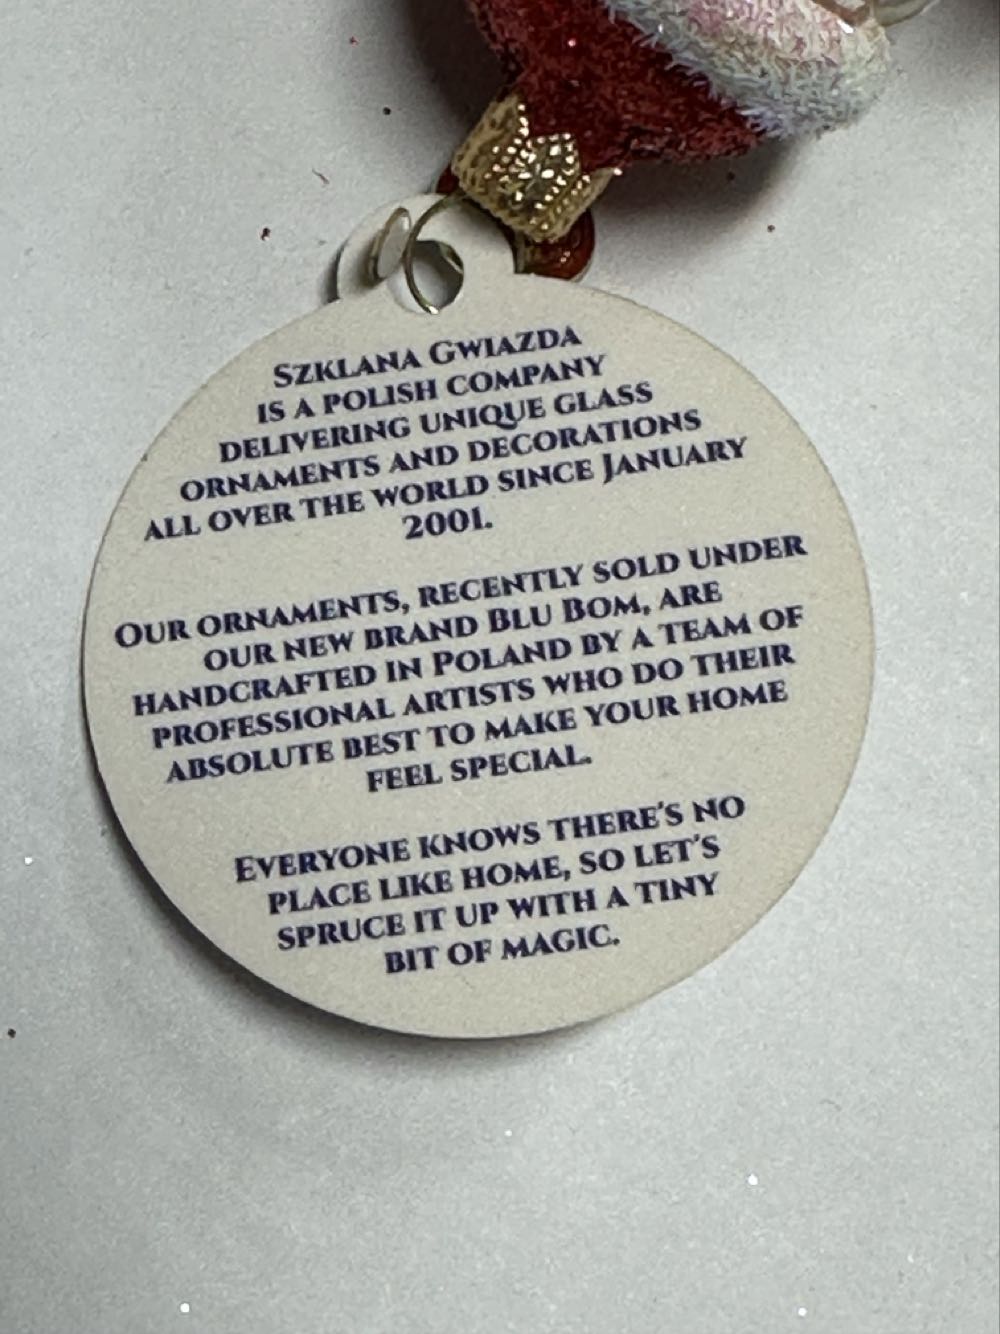 Szklana Gwiazda
is a polish company
delivering unique glass
ornaments and decorations
all over the world since January
2001.
Our ornaments, recently sold under
our new brand Blu Bom, are
handcrafted in Poland by a team of
professional artists who do their
absolute best to make your home
feel special.
Everyone knows there's no
place like home, so let's
spruce it up with a tiny
bit of magic.